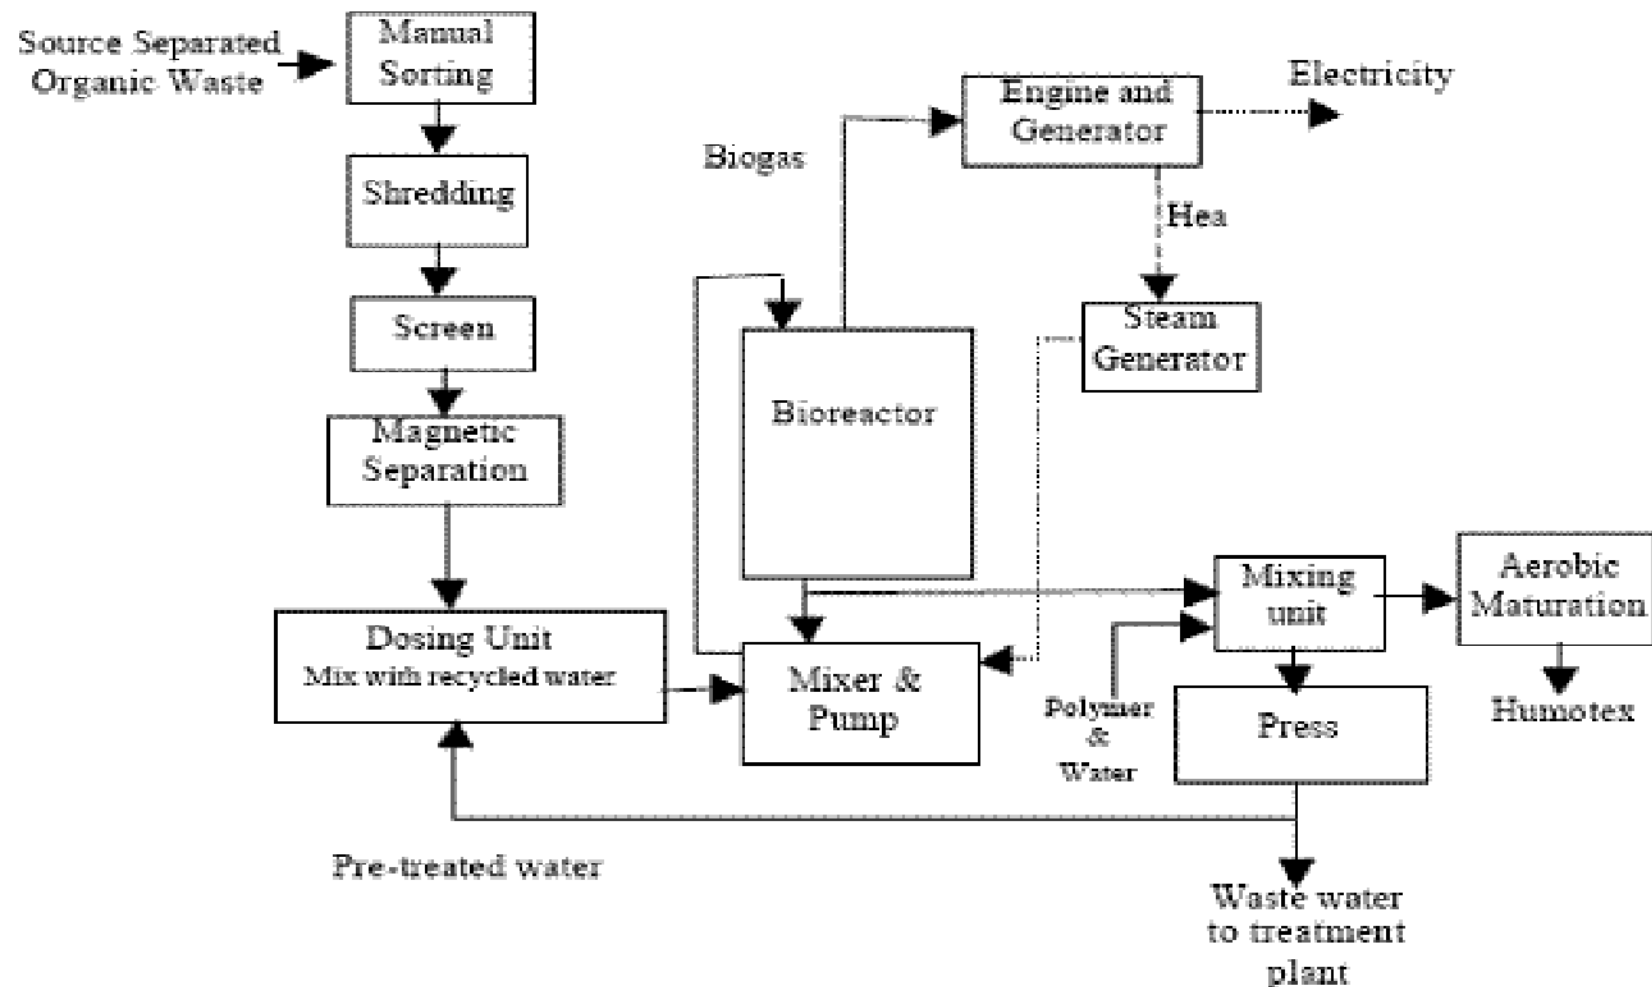 Source Separated
Organic Waste
Manual
Sorting
Shredding
Screen
Magnetic
Separation
Dosing Unit
Mix with recycled water
Pre-treated water
Biogas
Bioreactor
Mixer &
Pump
Engine and
Generator
Electricity
Hea
Steam
Generator
Mixing
unit
Polymer
&
Water
Press
Aerobic
Maturation
Humotex
Waste water
to treatment
plant